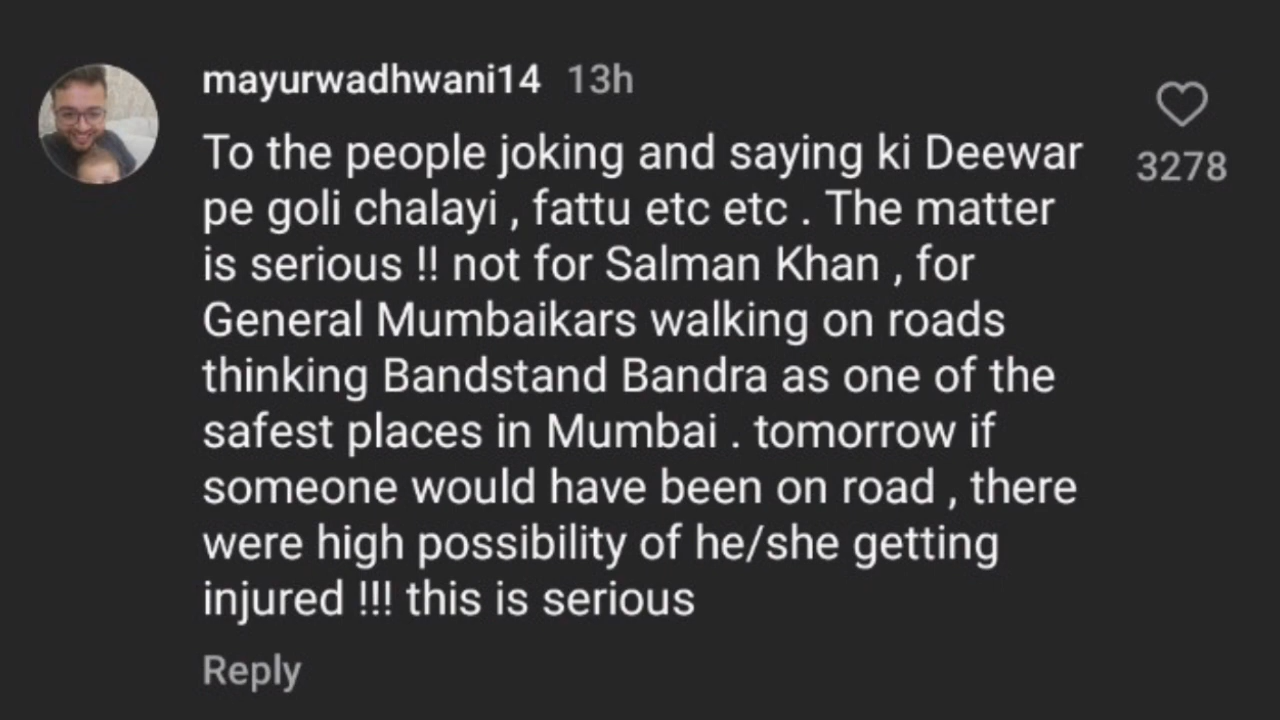 mayurwadhwani14 13h
To the people joking and saying ki Deewar
pe goli chalayi , fattu etc etc . The matter
is serious !! not for Salman Khan , for
General Mumbaikars walking on roads
thinking Bandstand Bandra as one of the
safest places in Mumbai . tomorrow if
someone would have been on road , there
were high possibility of he/she getting
injured !!! this is serious
Reply
3278